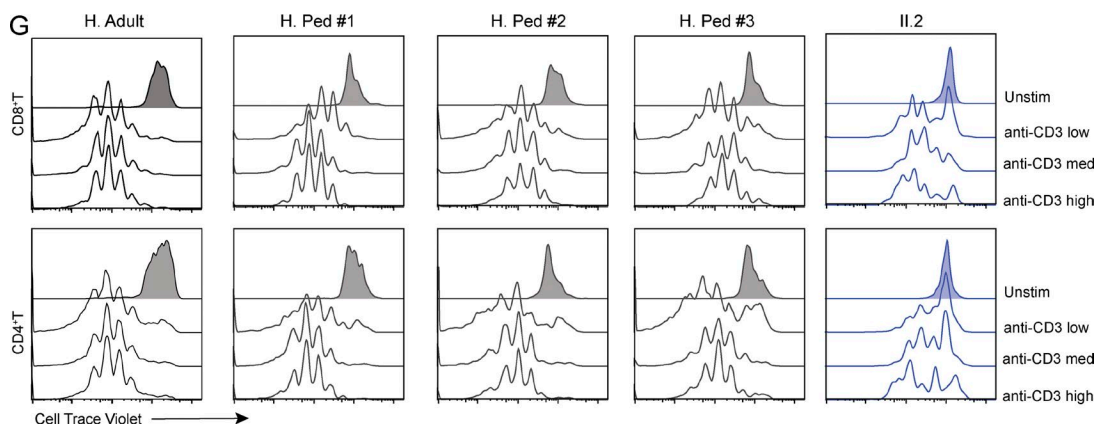 G
H. Adult
H. Ped #1
H. Ped #2
H. Ped #3
II.2
CD8⁺T
Unstim
anti-CD3 low
anti-CD3 med
anti-CD3 high
CD4⁺T
Unstim
anti-CD3 low
anti-CD3 med
anti-CD3 high
Cell Trace Violet